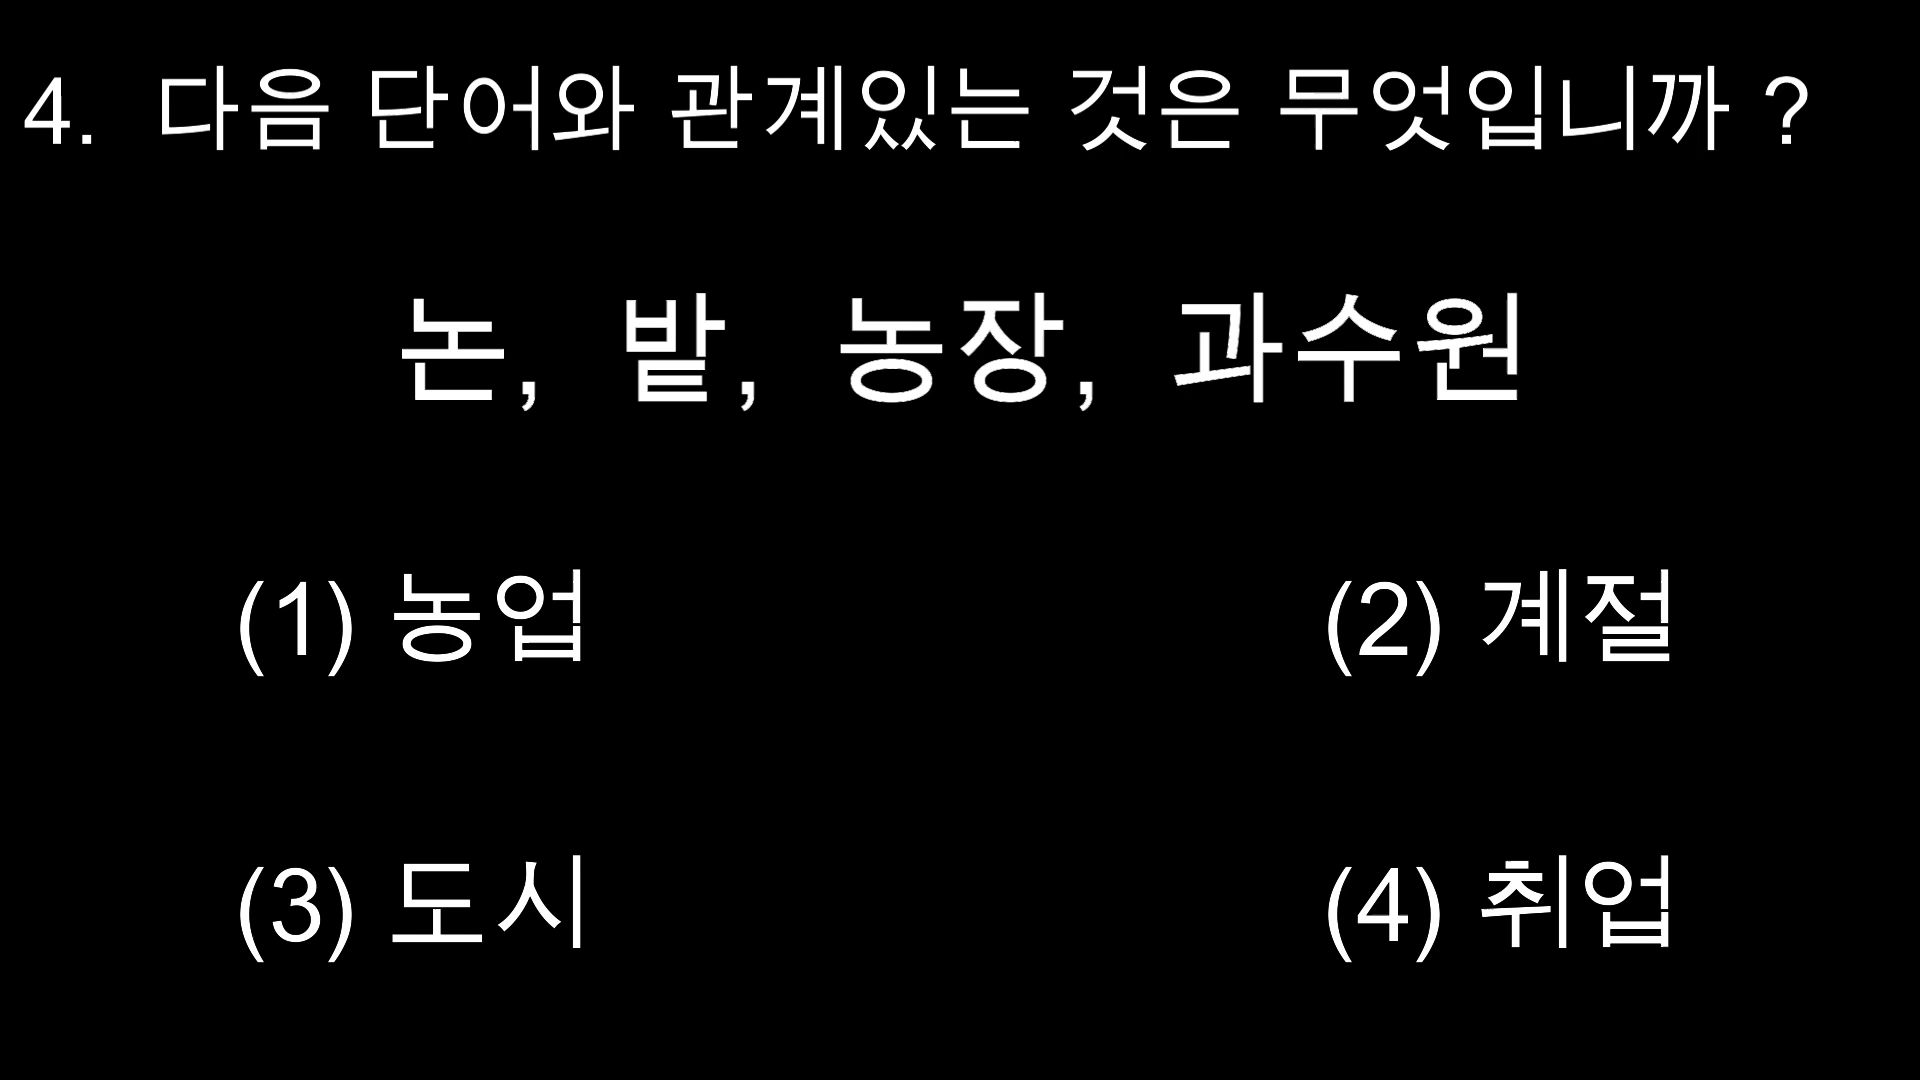 4. 다음 단어와 관계있는 것은 무엇입니까 ?
논, 밭, 농장, 과수원
(1) 농업 (2) 계절
(3) 도시 (4) 취업